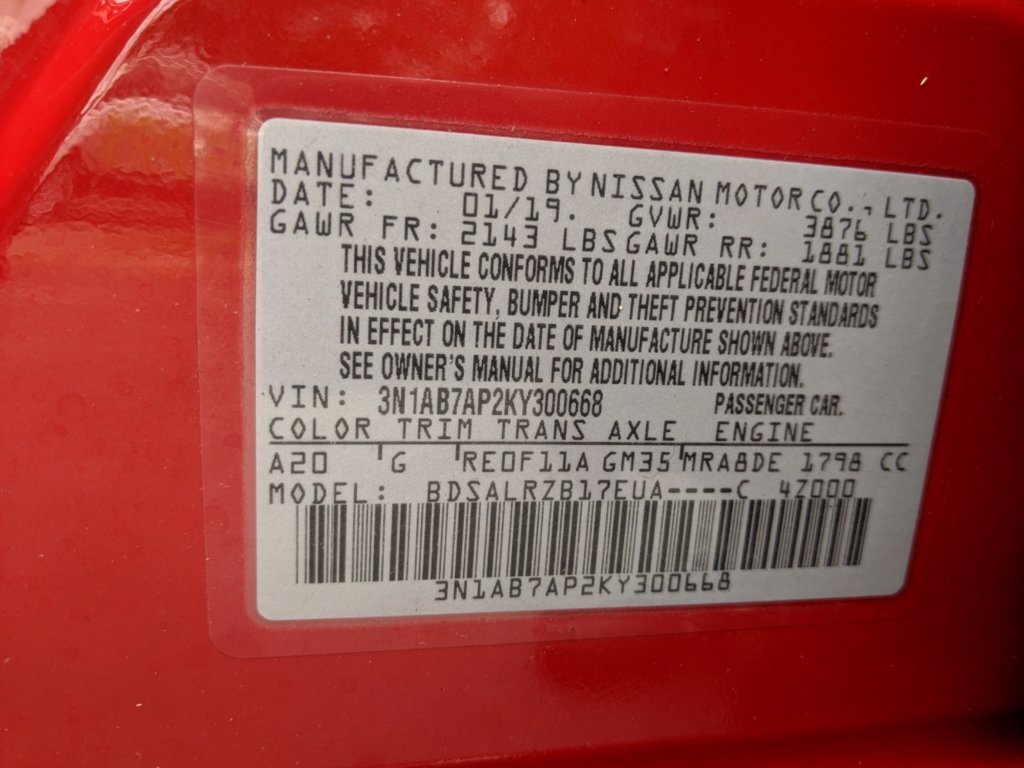 MANUFACTURED BY NISSAN MOTOR CO., LTD.
DATE: 01/19. GVWR: 3876 LBS
GAWR FR: 2143 LBS GAWR RR: 1881 LBS
THIS VEHICLE CONFORMS TO ALL APPLICABLE FEDERAL MOTOR
VEHICLE SAFETY, BUMPER AND THEFT PREVENTION STANDARDS
IN EFFECT ON THE DATE OF MANUFACTURE SHOWN ABOVE.
SEE OWNER'S MANUAL FOR ADDITIONAL INFORMATION.
VIN: 3N1AB7AP2KY300668 PASSENGER CAR.
COLOR TRIM TRANS AXLE ENGINE
A20 G RE0F11A GM35 MRA8DE 1798 CC
MODEL: BDSALRZB17EUA----C 4Z000
3N1AB7AP2KY300668